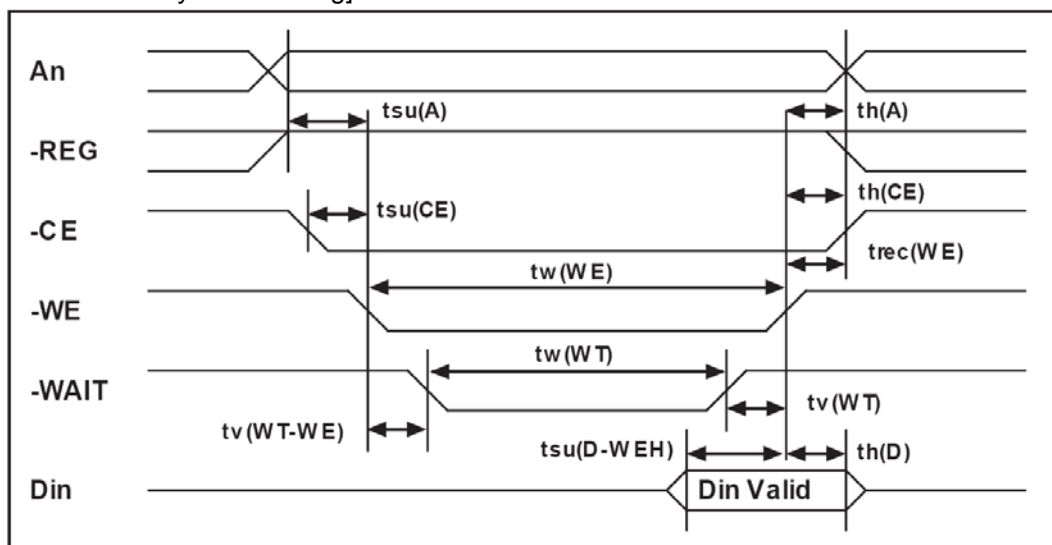 An
tsu(A)
th(A)
-REG
th(CE)
tsu(CE)
-CE
trec(WE)
tw(WE)
-WE
tw(WT)
-WAIT
tv(WT)
tv(WT-WE)
tsu(D-WEH)
th(D)
Din
Din Valid